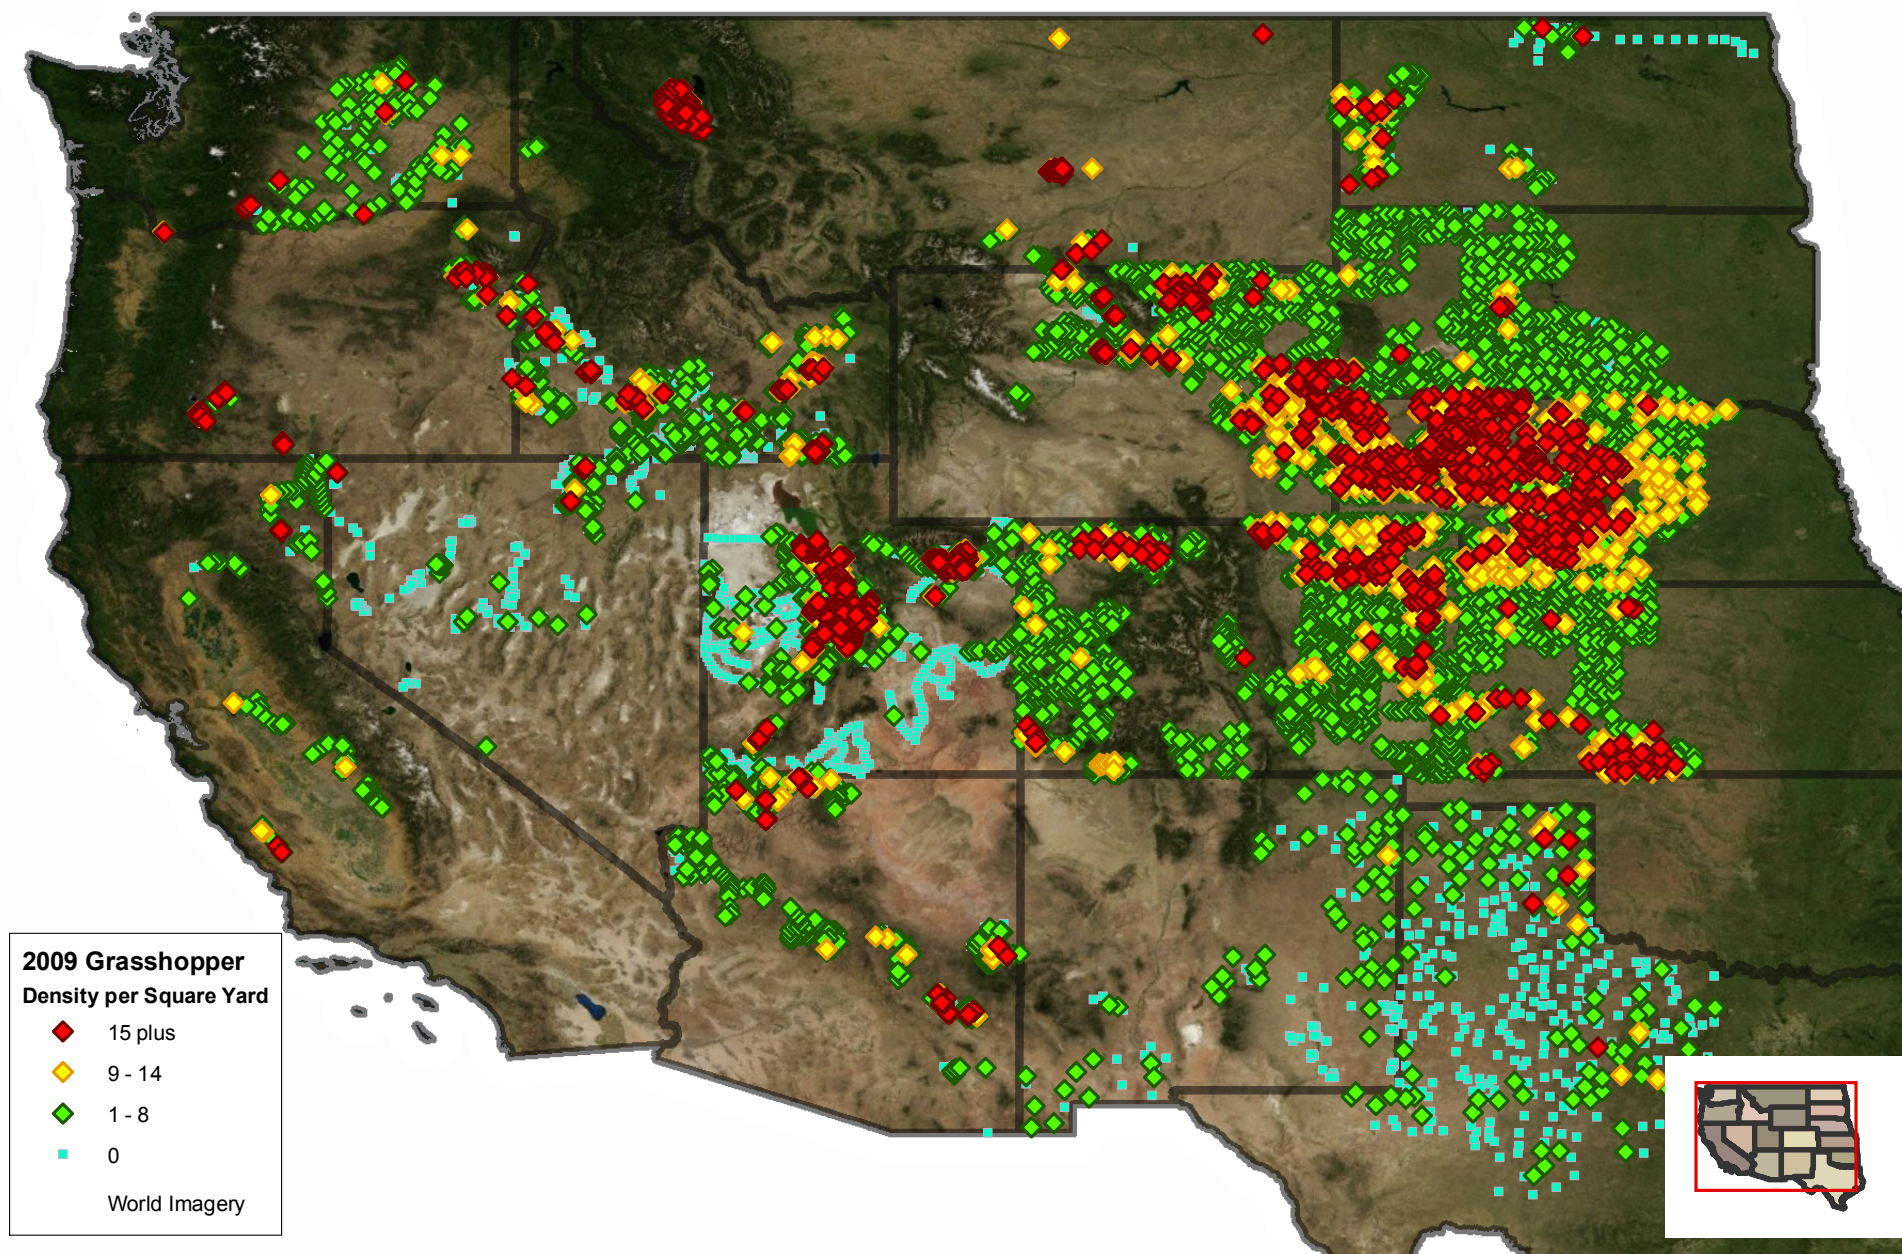 2009 Grasshopper
Density per Square Yard
15 plus
9 - 14
1 - 8
0
World Imagery